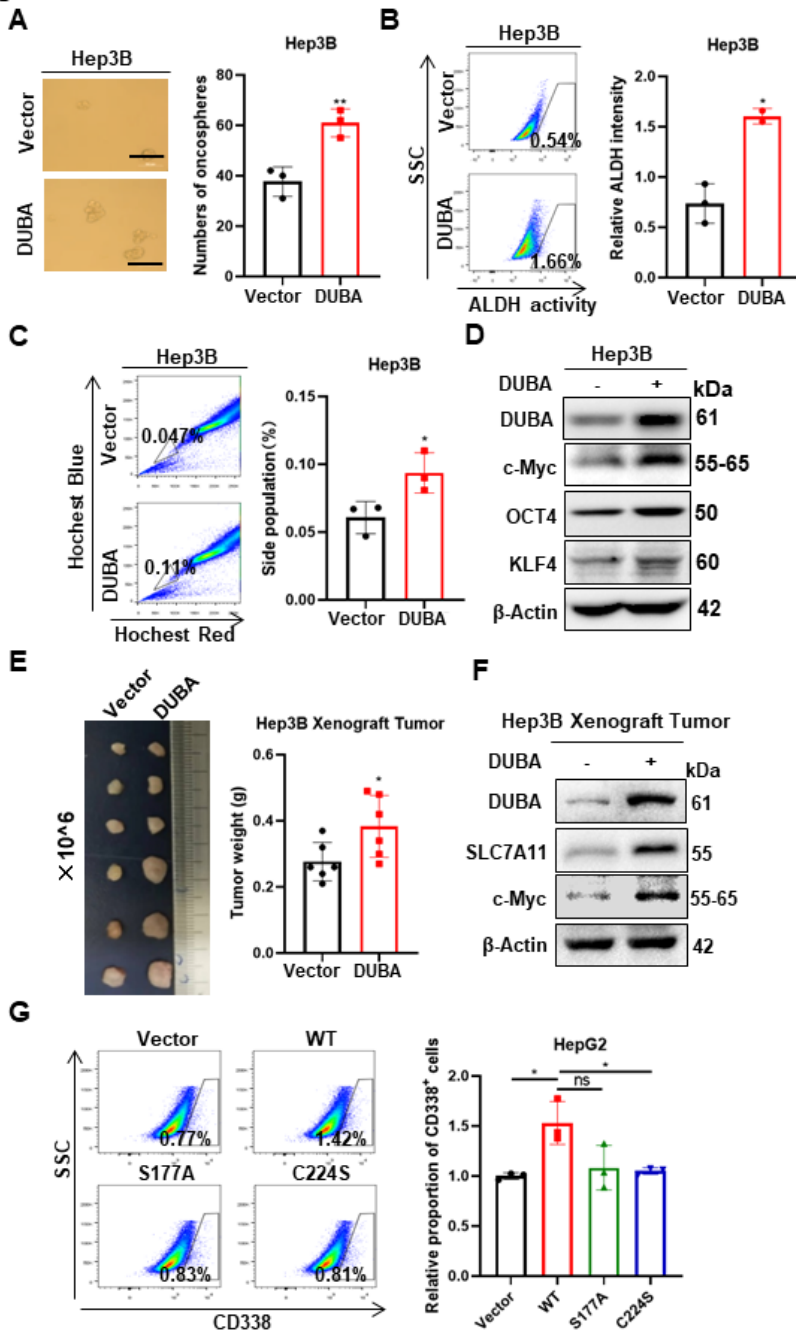 A
Hep3B
Vector
DUBA
Hep3B
Numbers of oncospheres
80
60
40
20
0
**
Vector DUBA
B
Hep3B
Vector
DUBA
SSC
0.54%
1.66%
ALDH activity
Hep3B
Relative ALDH intensity
2.0
1.5
1.0
0.5
0.0
*
Vector DUBA
C
Hep3B
Vector
DUBA
Hochest Blue
0.047%
0.11%
Hochest Red
Hep3B
Side population(%)
0.15
0.10
0.05
0.00
*
Vector DUBA
D
Hep3B
DUBA - + kDa
DUBA 61
c-Myc 55-65
OCT4 50
KLF4 60
β-Actin 42
E
Vector DUBA
×10^6
Hep3B Xenograft Tumor
Tumor weight (g)
0.6
0.4
0.2
0.0
*
Vector DUBA
F
Hep3B Xenograft Tumor
DUBA - + kDa
DUBA 61
SLC7A11 55
c-Myc 55-65
β-Actin 42
G
Vector WT
0.77% 1.42%
S177A C224S
0.83% 0.81%
SSC
CD338
HepG2
Relative proportion of CD338+ cells
2.0
1.5
1.0
0.5
0.0
* *
ns
Vector WT S177A C224S